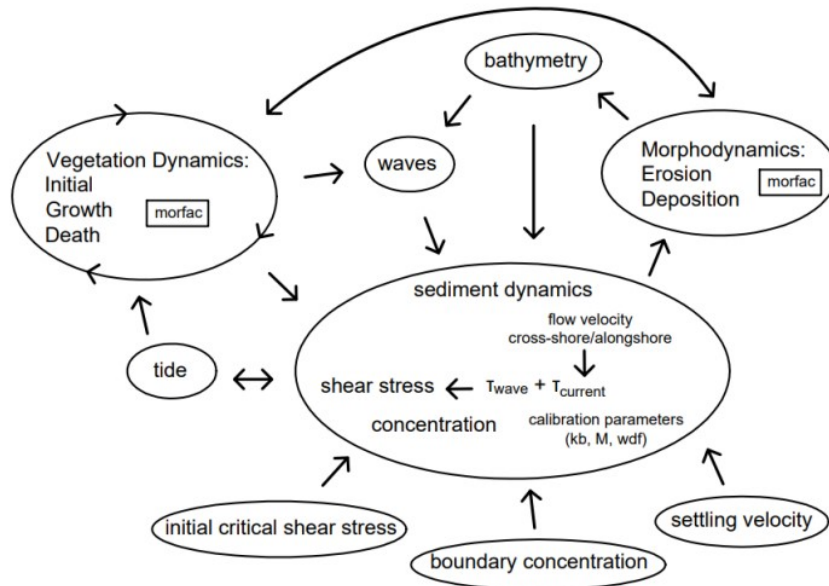 bathymetry
Vegetation Dynamics:
Initial
Growth
Death
morfac
waves
Morphodynamics:
Erosion
Deposition
morfac
sediment dynamics
flow velocity
cross-shore/alongshore
tide
shear stress
τwave + τcurrent
concentration
calibration parameters
(kb, M, wdf)
initial critical shear stress
boundary concentration
settling velocity